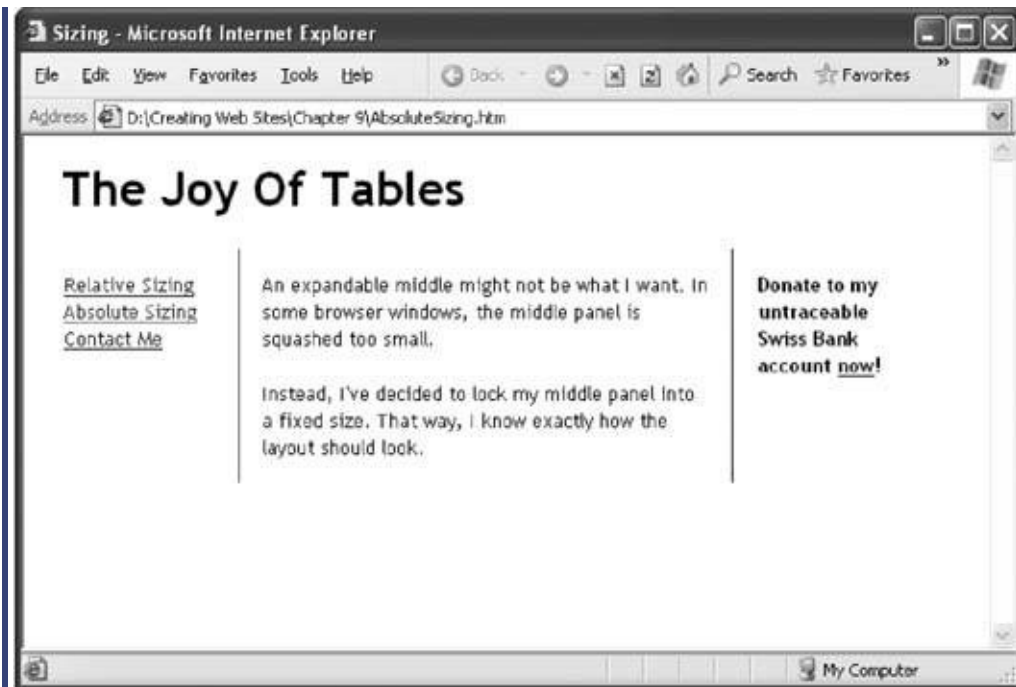 Sizing - Microsoft Internet Explorer
File Edit View Favorites Tools Help Back Search Favorites »
Address D:\Creating Web Sites\Chapter 9\AbsoluteSizing.htm
The Joy Of Tables
Relative Sizing
Absolute Sizing
Contact Me
An expandable middle might not be what I want. In
some browser windows, the middle panel is
squashed too small.
Instead, I've decided to lock my middle panel into
a fixed size. That way, I know exactly how the
layout should look.
Donate to my
untraceable
Swiss Bank
account now!
My Computer